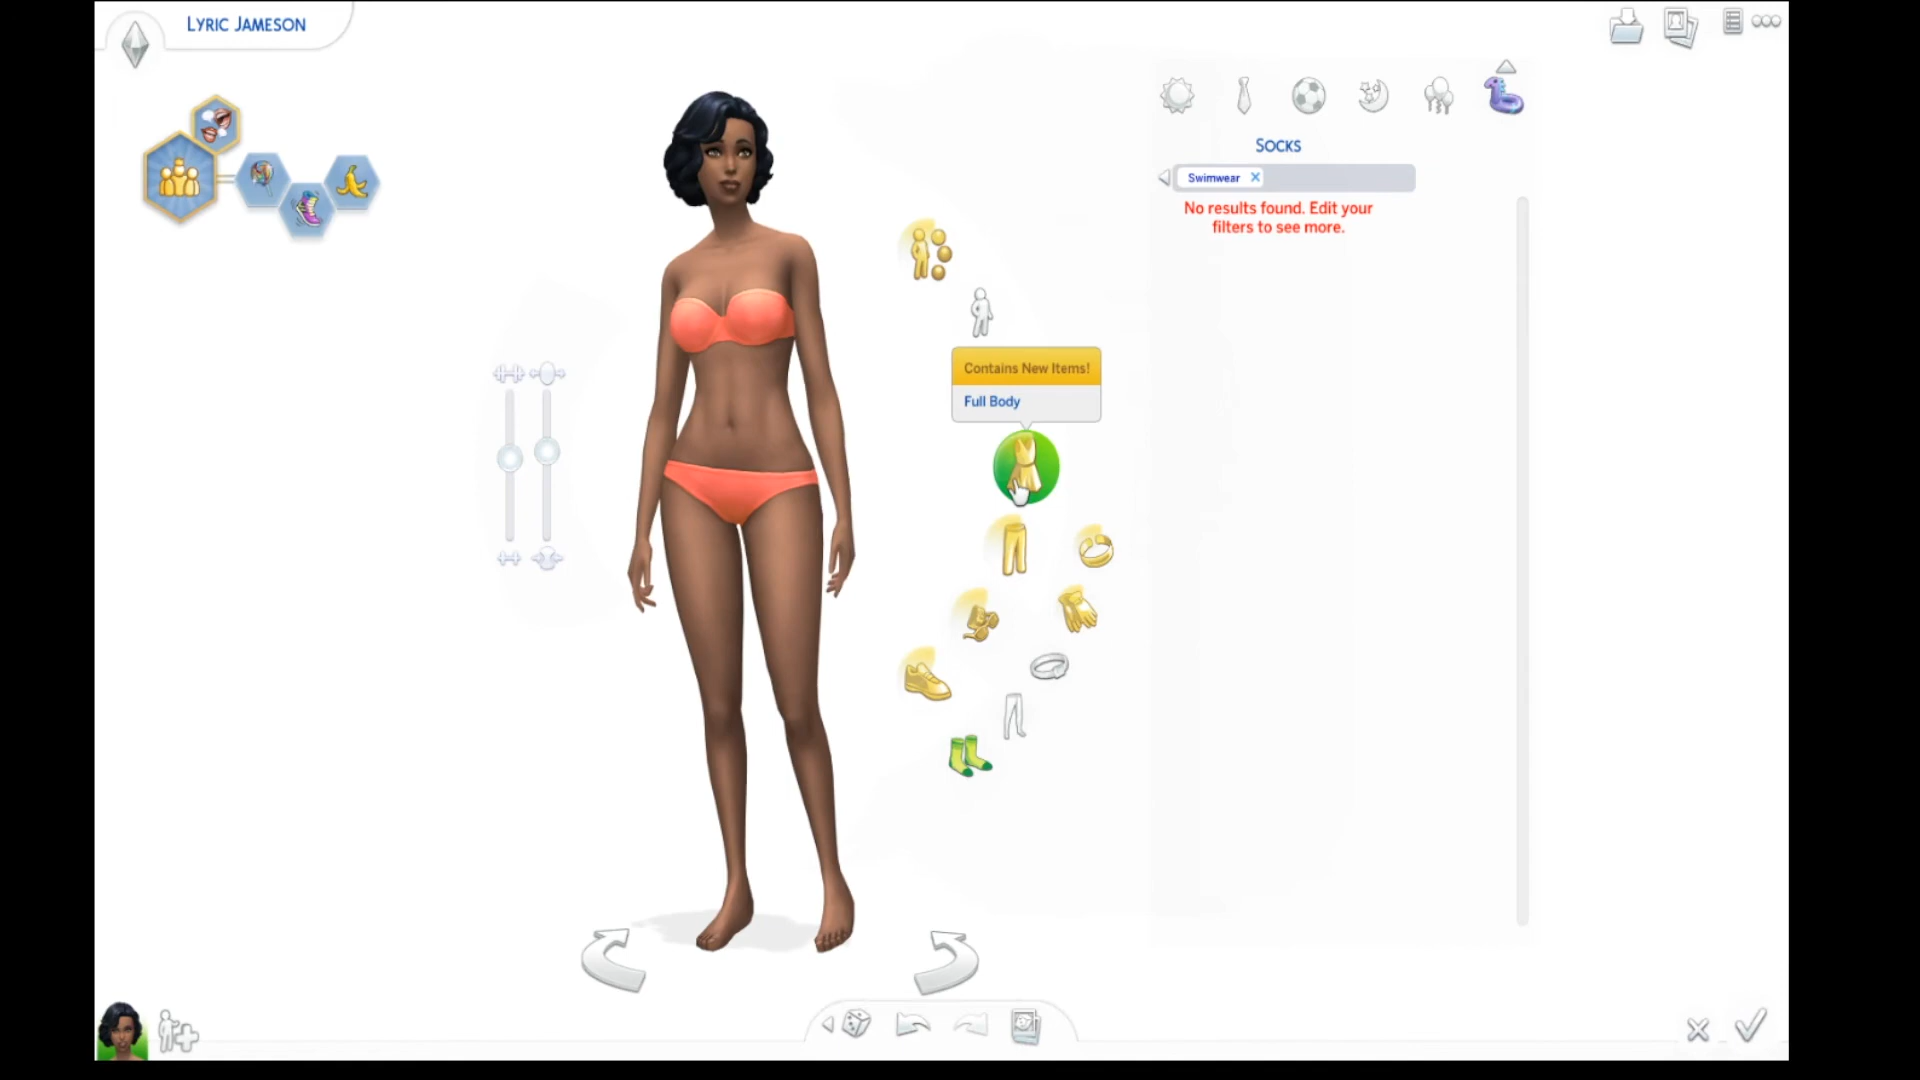 Lyric Jameson
Socks
Swimwear
No results found. Edit your
filters to see more.
Contains New Items!
Full Body